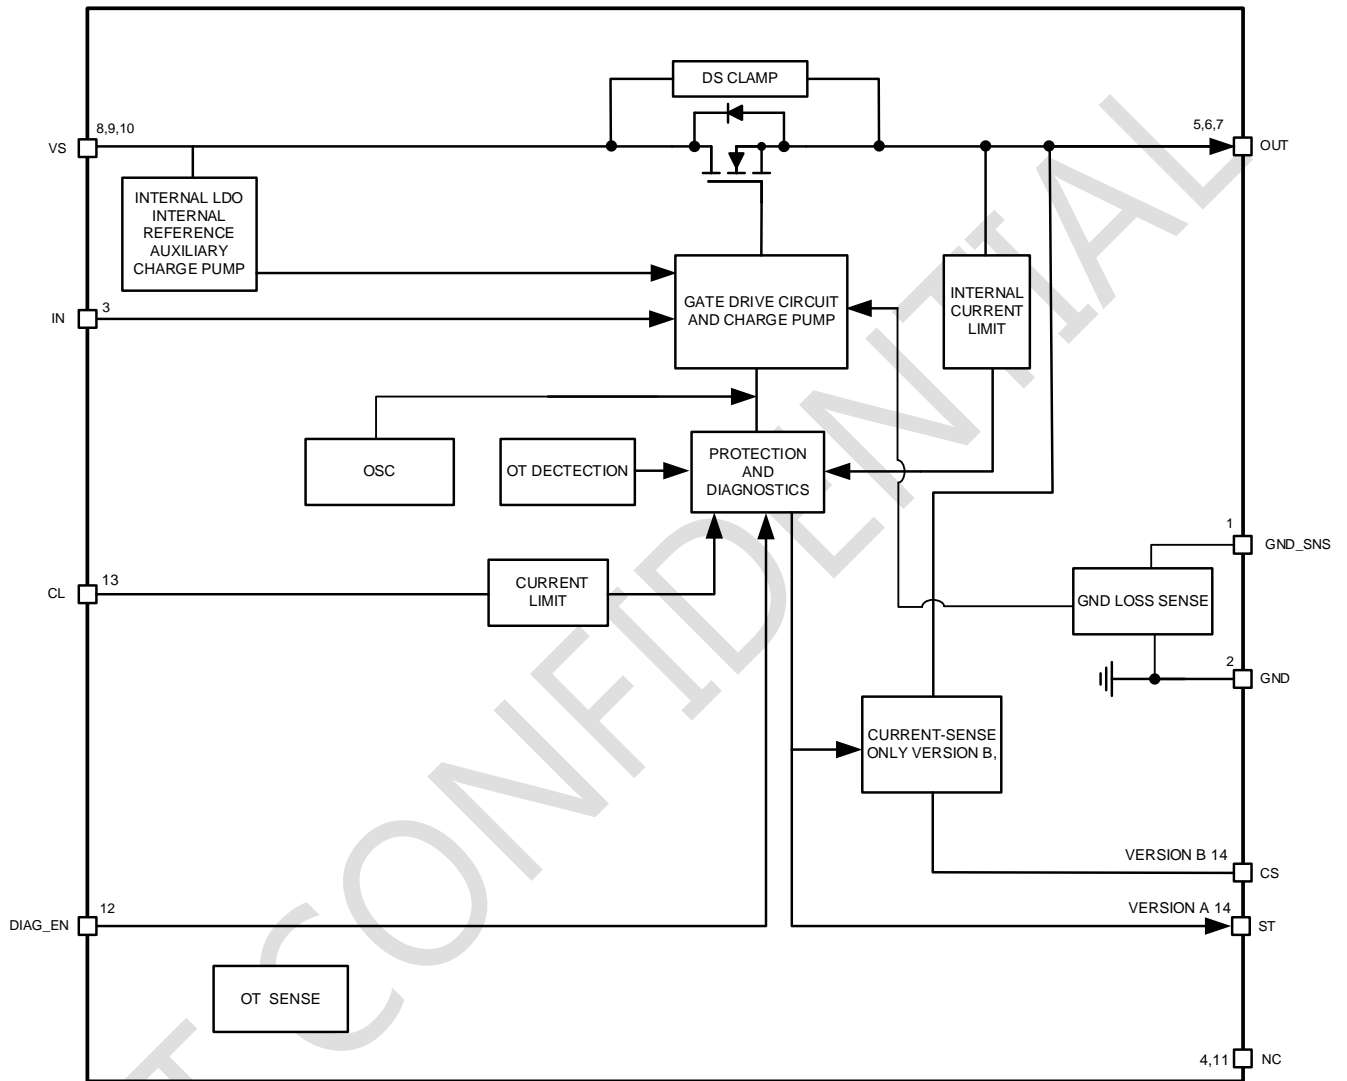 DS CLAMP
8,9,10
5,6,7
VS
OUT
INTERNAL LDO
INTERNAL
REFERENCE
AUXILIARY
CHARGE PUMP
GATE DRIVE CIRCUIT
AND CHARGE PUMP
INTERNAL
CURRENT
LIMIT
3
IN
OSC
OT DECTECTION
PROTECTION
AND
DIAGNOSTICS
1
GND_SNS
13
CL
CURRENT
LIMIT
GND LOSS SENSE
2
GND
CURRENT-SENSE
ONLY VERSION B,
VERSION B 14
CS
12
DIAG_EN
VERSION A 14
ST
OT SENSE
4,11
NC
CONFIDENTIAL